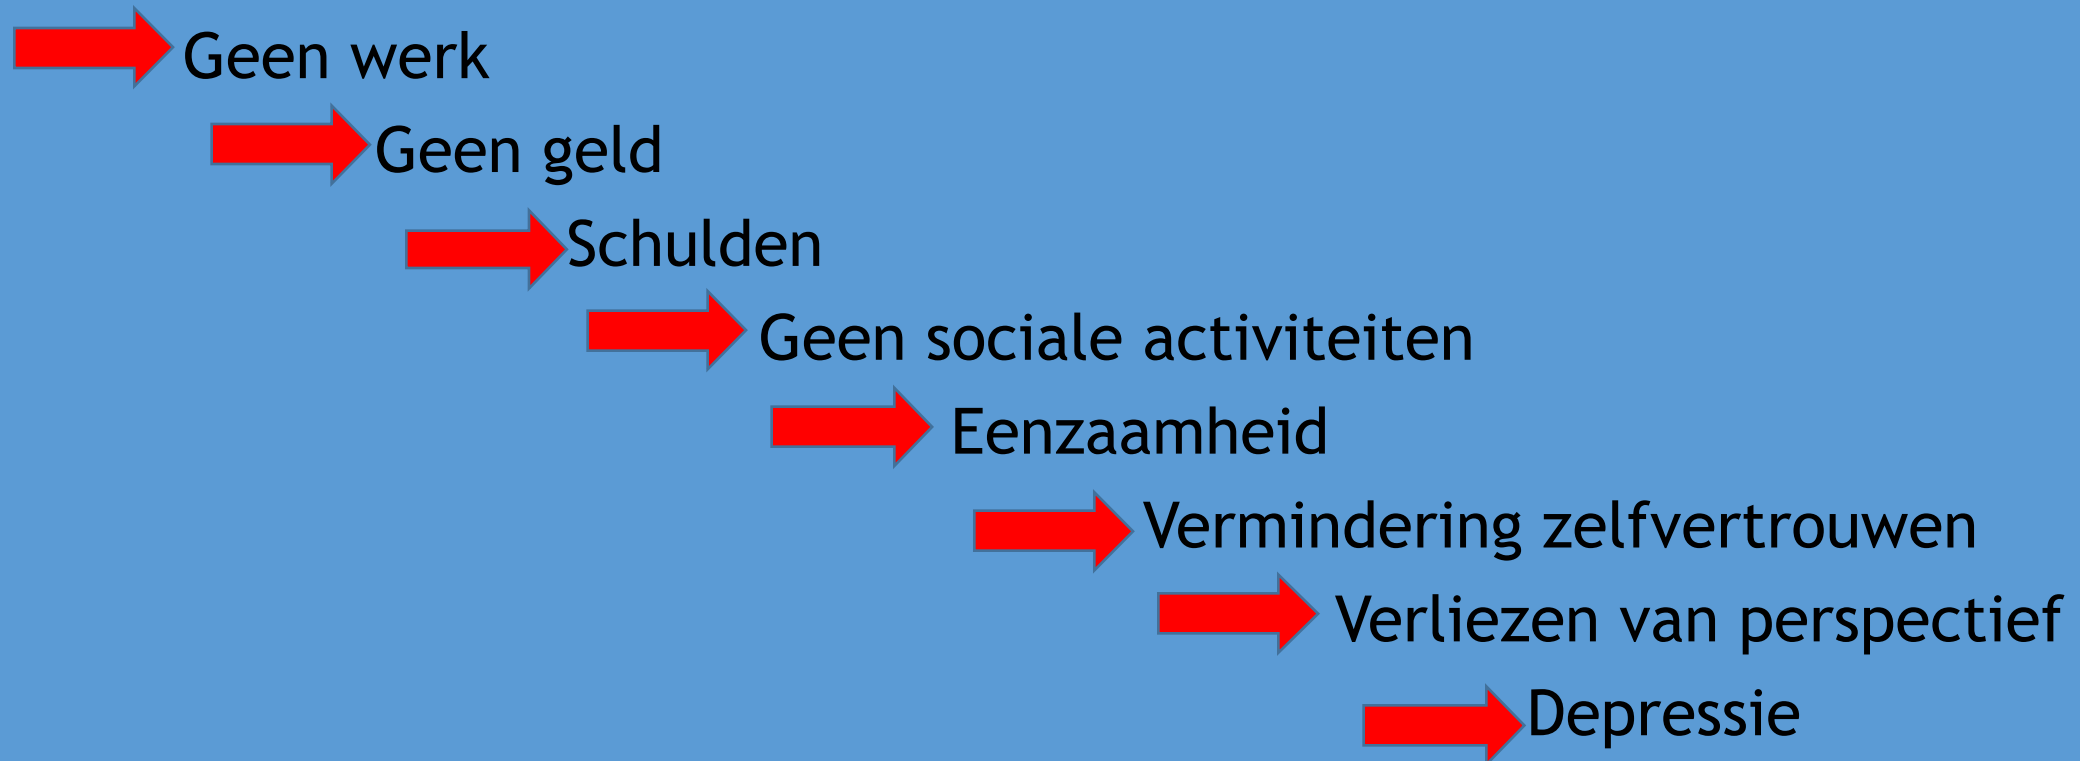 Geen werk
Geen geld
Schulden
Geen sociale activiteiten
Eenzaamheid
Vermindering zelfvertrouwen
Verliezen van perspectief
Depressie